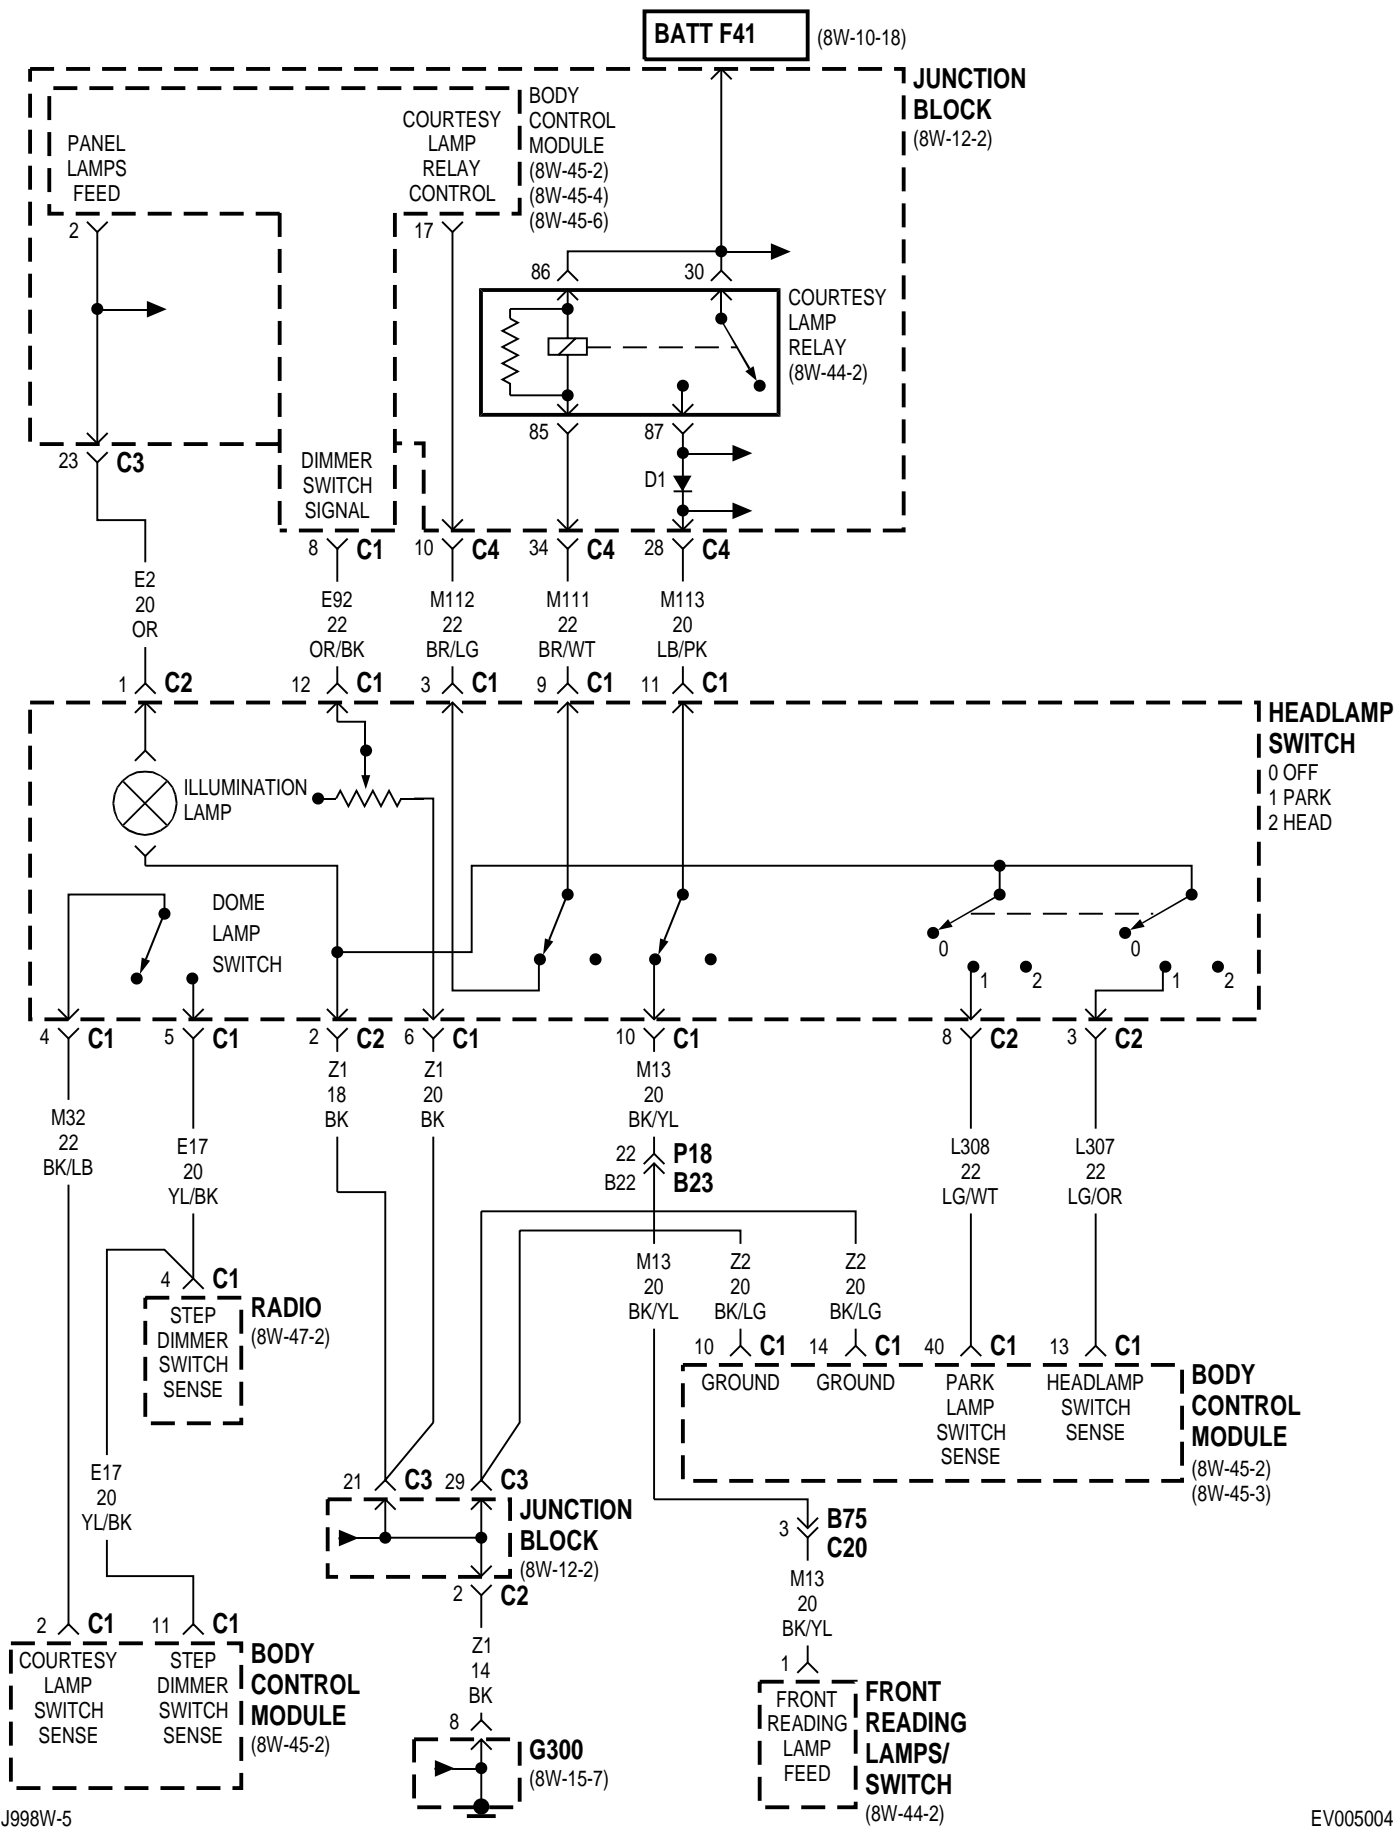 BATT F41
(8W-10-18)
JUNCTION
BLOCK
(8W-12-2)
BODY
CONTROL
MODULE
(8W-45-2)
(8W-45-4)
(8W-45-6)
PANEL
LAMPS
FEED
COURTESY
LAMP
RELAY
CONTROL
2
17
86
30
COURTESY
LAMP
RELAY
(8W-44-2)
85
87
D1
23
C3
DIMMER
SWITCH
SIGNAL
8
C1
10
C4
34
C4
28
C4
E2
20
OR
E92
22
OR/BK
M112
22
BR/LG
M111
22
BR/WT
M113
20
LB/PK
1
C2
12
C1
3
C1
9
C1
11
C1
HEADLAMP
SWITCH
0 OFF
1 PARK
2 HEAD
ILLUMINATION
LAMP
DOME
LAMP
SWITCH
0
1
2
0
1
2
4
C1
5
C1
2
C2
6
C1
10
C1
8
C2
3
C2
Z1
18
BK
Z1
20
BK
M13
20
BK/YL
M32
22
BK/LB
E17
20
YL/BK
22
P18
B22
B23
L308
22
LG/WT
L307
22
LG/OR
4
C1
STEP
DIMMER
SWITCH
SENSE
RADIO
(8W-47-2)
M13
20
BK/YL
Z2
20
BK/LG
Z2
20
BK/LG
10
C1
14
C1
40
C1
13
C1
GROUND
GROUND
PARK
LAMP
SWITCH
SENSE
HEADLAMP
SWITCH
SENSE
BODY
CONTROL
MODULE
(8W-45-2)
(8W-45-3)
E17
20
YL/BK
21
C3
29
C3
JUNCTION
BLOCK
(8W-12-2)
2
C2
3
B75
C20
M13
20
BK/YL
1
2
C1
11
C1
COURTESY
LAMP
SWITCH
SENSE
STEP
DIMMER
SWITCH
SENSE
BODY
CONTROL
MODULE
(8W-45-2)
Z1
14
BK
8
G300
(8W-15-7)
FRONT
READING
LAMP
FEED
FRONT
READING
LAMPS/
SWITCH
(8W-44-2)
J998W-5
EV005004